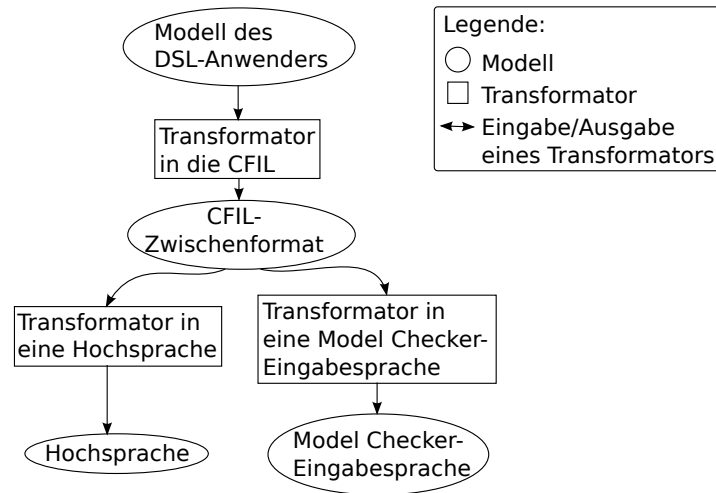 Modell des
DSL-Anwenders
Transformator
in die CFIL
CFIL-
Zwischenformat
Transformator in
eine Hochsprache
Transformator in
eine Model Checker-
Eingabesprache
Hochsprache
Model Checker-
Eingabesprache
Legende:
Modell
Transformator
Eingabe/Ausgabe
eines Transformators